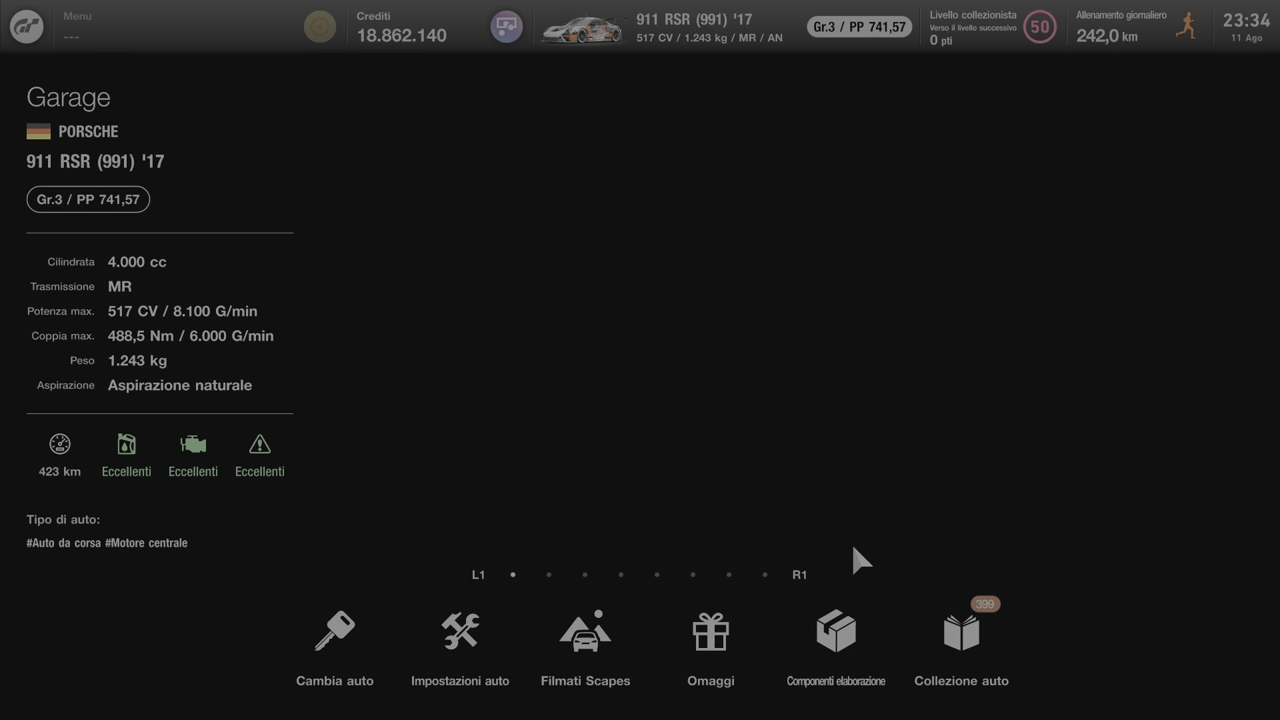 Menu
---
Crediti
18.862.140
911 RSR (991) '17
517 CV / 1.243 kg / MR / AN
Gr.3 / PP 741,57
Livello collezionista
Verso il livello successivo
0 pti
50
Allenamento giornaliero
242,0 km
23:34
11 Ago
Garage
PORSCHE
911 RSR (991) '17
Gr.3 / PP 741,57
Cilindrata 4.000 cc
Trasmissione MR
Potenza max. 517 CV / 8.100 G/min
Coppia max. 488,5 Nm / 6.000 G/min
Peso 1.243 kg
Aspirazione Aspirazione naturale
423 km Eccellenti Eccellenti Eccellenti
Tipo di auto:
#Auto da corsa #Motore centrale
L1 R1
399
Cambia auto Impostazioni auto Filmati Scapes Omaggi Componenti elaborazione Collezione auto